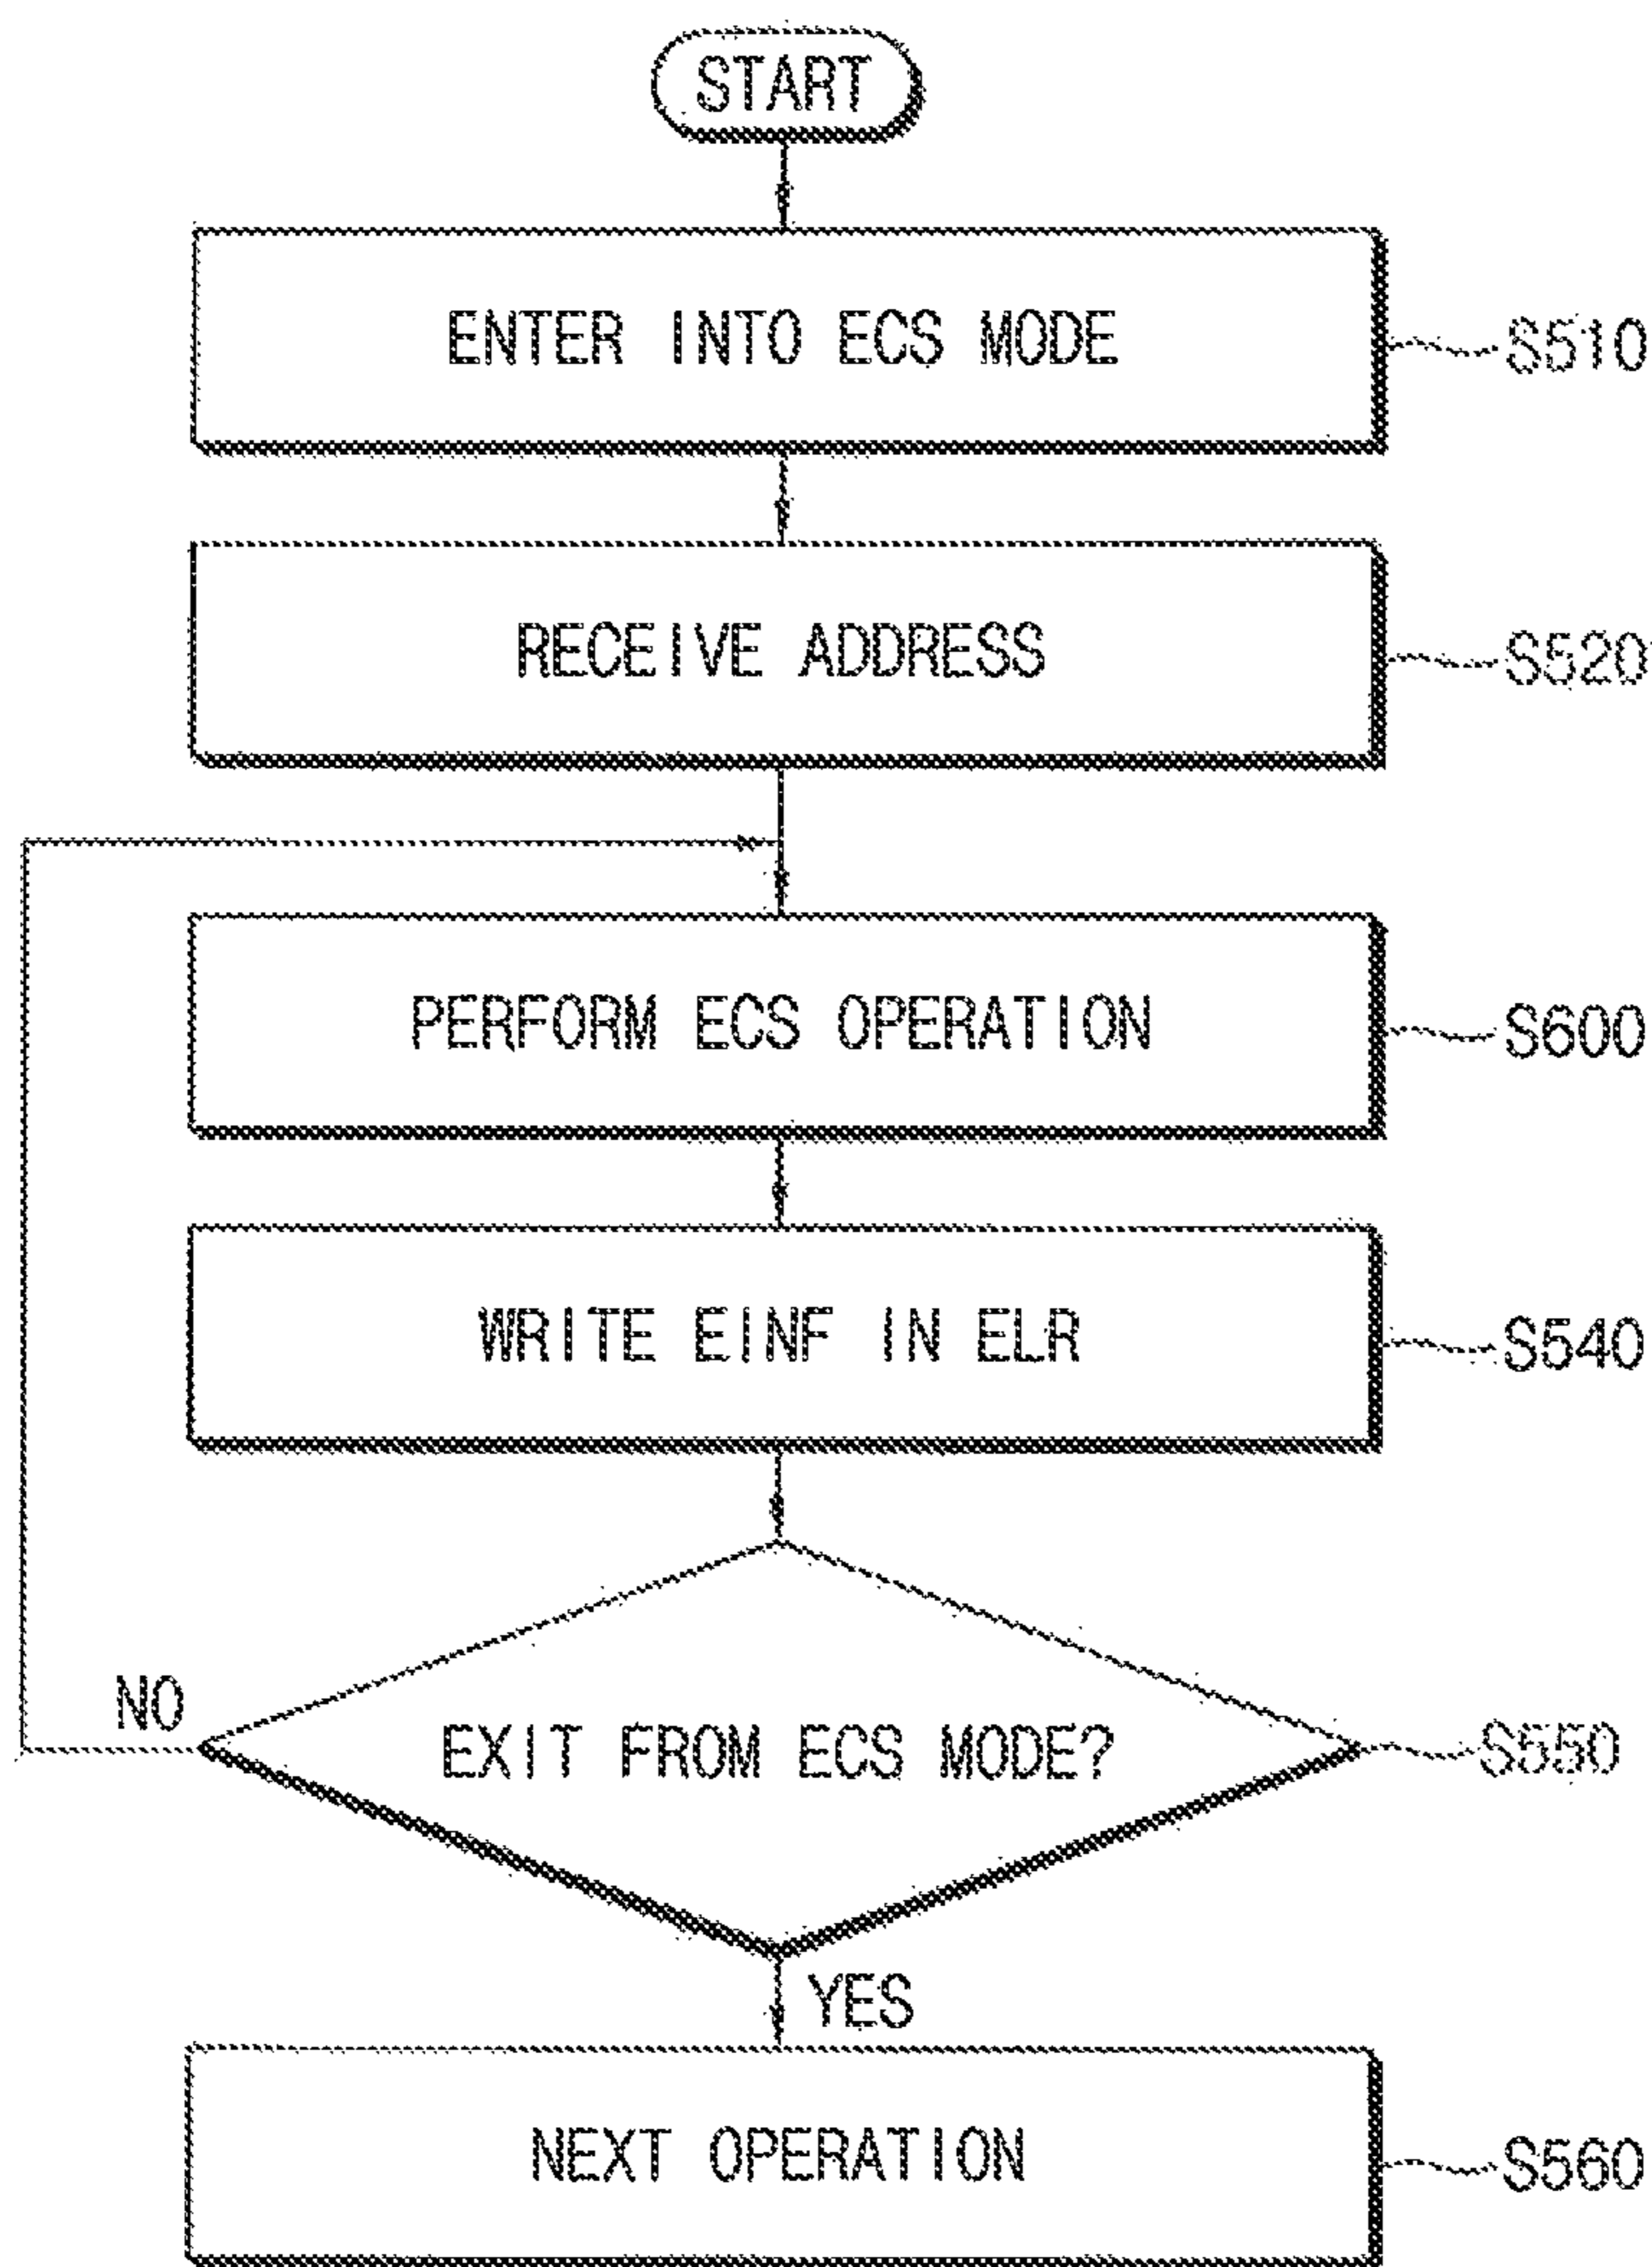 START
ENTER INTO ECS MODE
S510
RECEIVE ADDRESS
S520
PERFORM ECS OPERATION
S600
WRITE EINF IN ELR
S540
NO
EXIT FROM ECS MODE?
S550
YES
NEXT OPERATION
S560